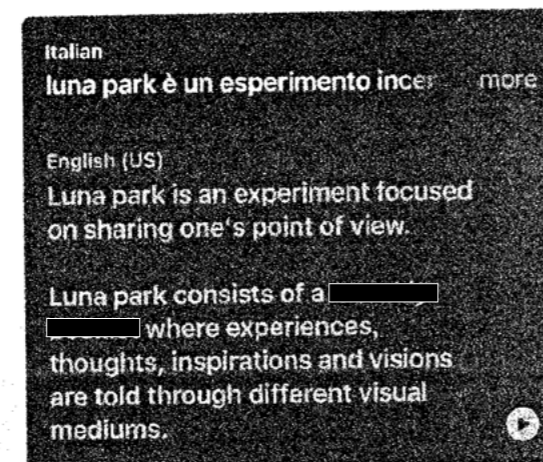 Italian
luna park è un esperimento incer more
English (US)
Luna park is an experiment focused
on sharing one's point of view.
Luna park consists of a
where experiences,
thoughts, inspirations and visions
are told through different visual
mediums.